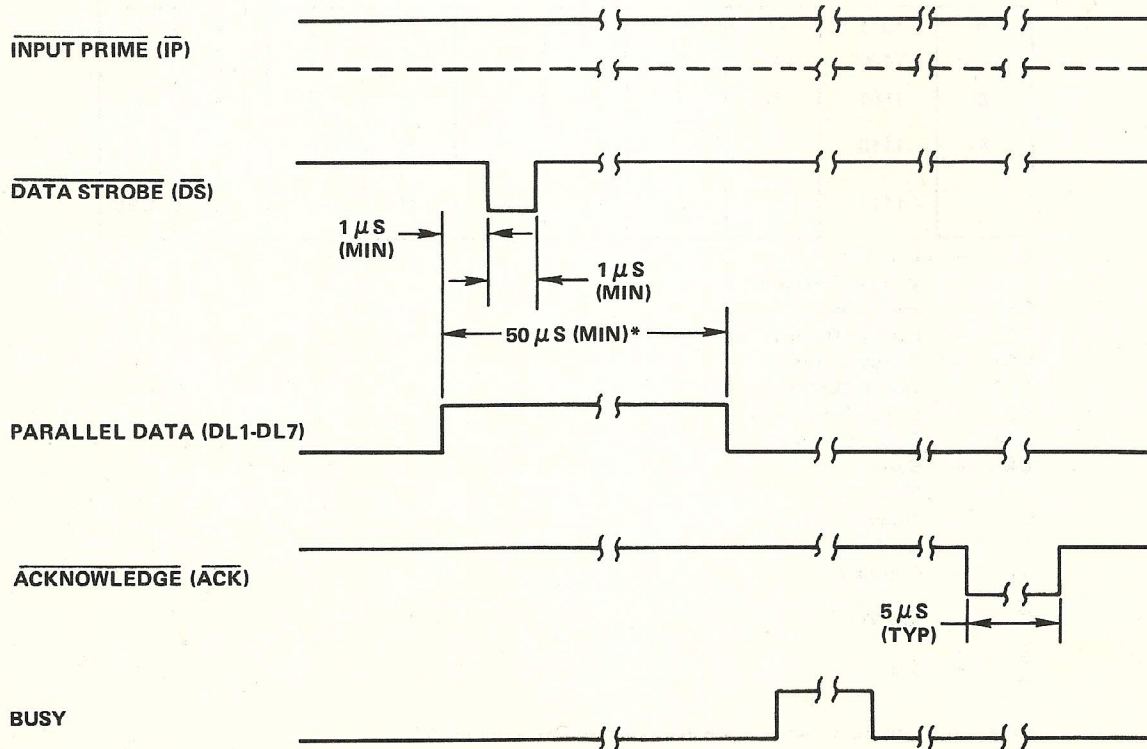 INPUT PRIME (IP)
DATA STROBE (DS)
1 μS
(MIN)
1 μS
(MIN)
50 μS (MIN)*
PARALLEL DATA (DL1-DL7)
ACKNOWLEDGE (ACK)
5 μS
(TYP)
BUSY